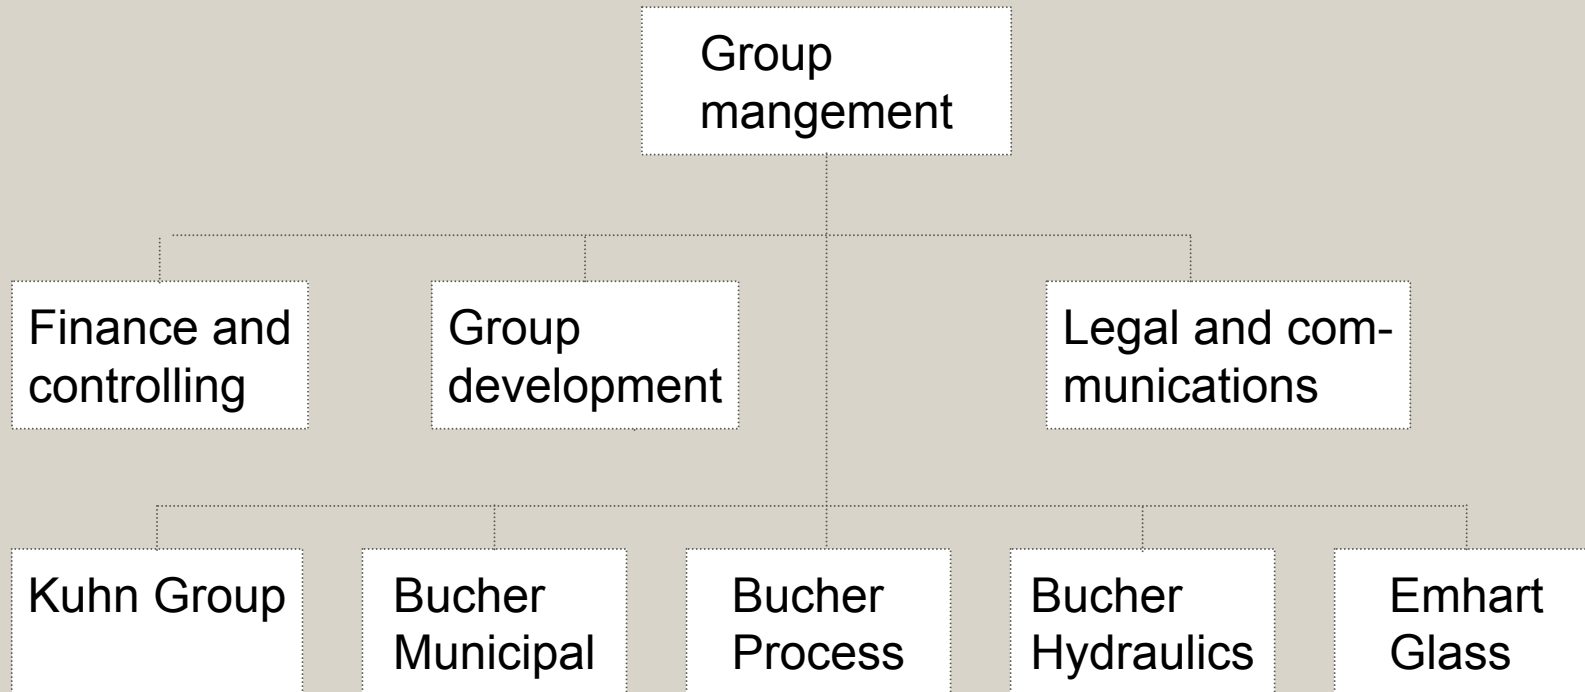 Group
mangement
Finance and
controlling
Group
development
Legal and com-
munications
Kuhn Group
Bucher
Municipal
Bucher
Process
Bucher
Hydraulics
Emhart
Glass